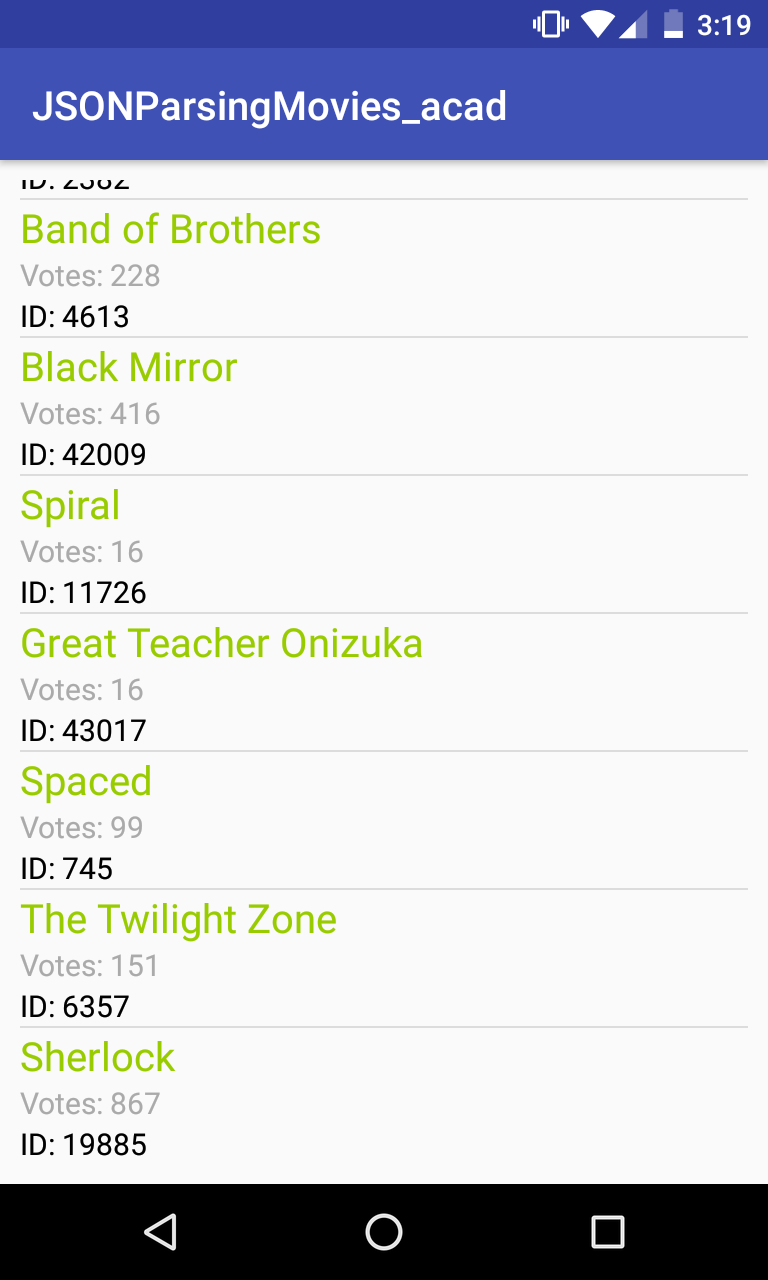 3:19
JSONParsingMovies_acad
ID: 2382
Band of Brothers
Votes: 228
ID: 4613
Black Mirror
Votes: 416
ID: 42009
Spiral
Votes: 16
ID: 11726
Great Teacher Onizuka
Votes: 16
ID: 43017
Spaced
Votes: 99
ID: 745
The Twilight Zone
Votes: 151
ID: 6357
Sherlock
Votes: 867
ID: 19885